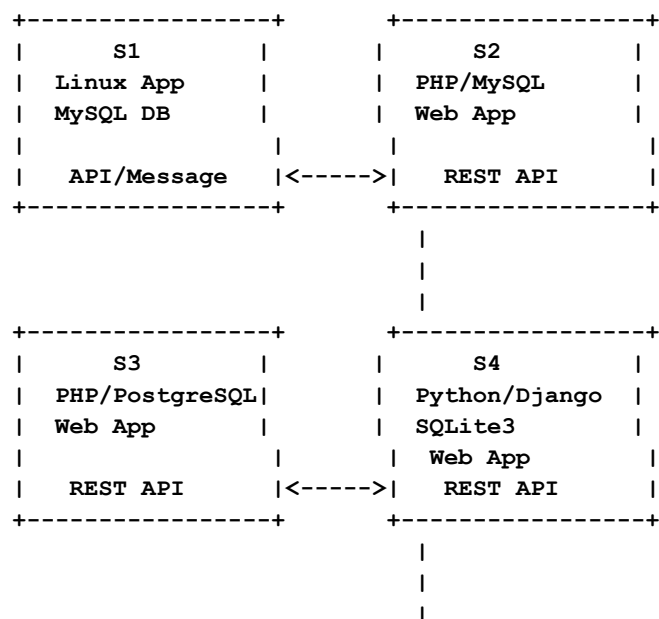 S1 S2
Linux App PHP/MySQL
MySQL DB Web App
API/Message <-----> REST API
S3 S4
PHP/PostgreSQL Python/Django
Web App SQLite3
Web App
REST API <-----> REST API